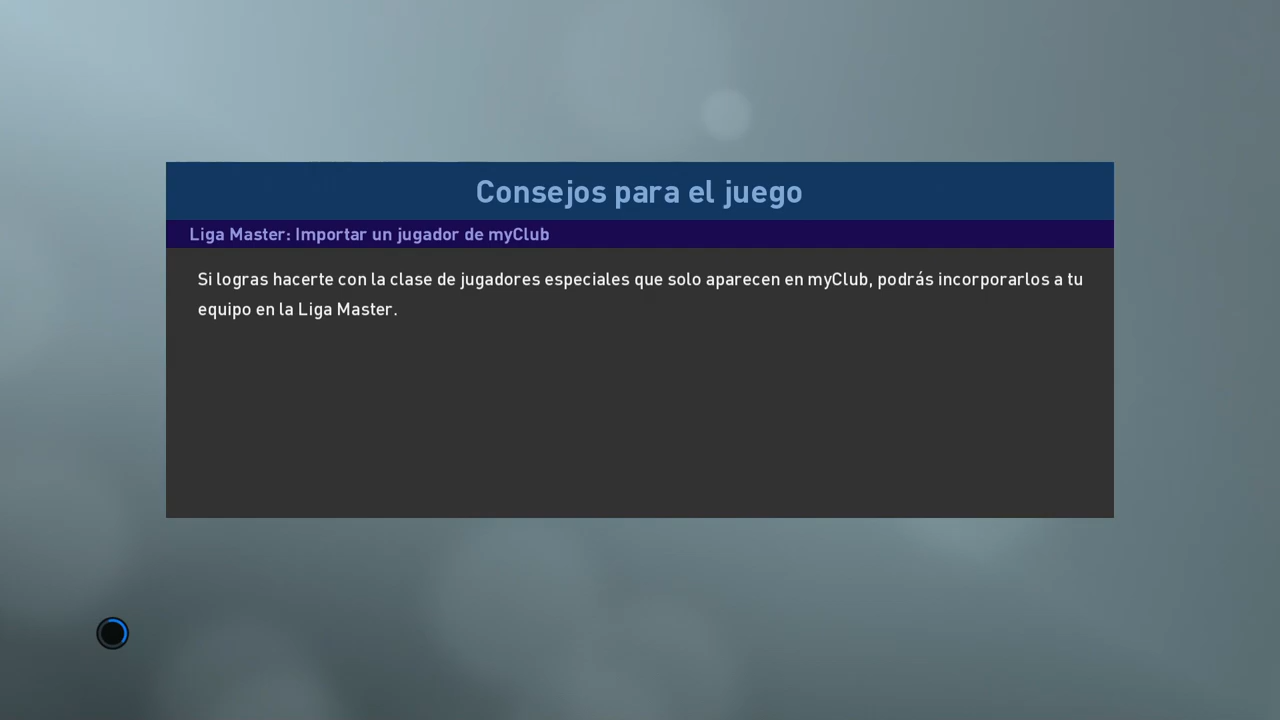 Consejos para el juego
Liga Master: Importar un jugador de myClub
Si logras hacerte con la clase de jugadores especiales que solo aparecen en myClub, podrás incorporarlos a tu
equipo en la Liga Master.